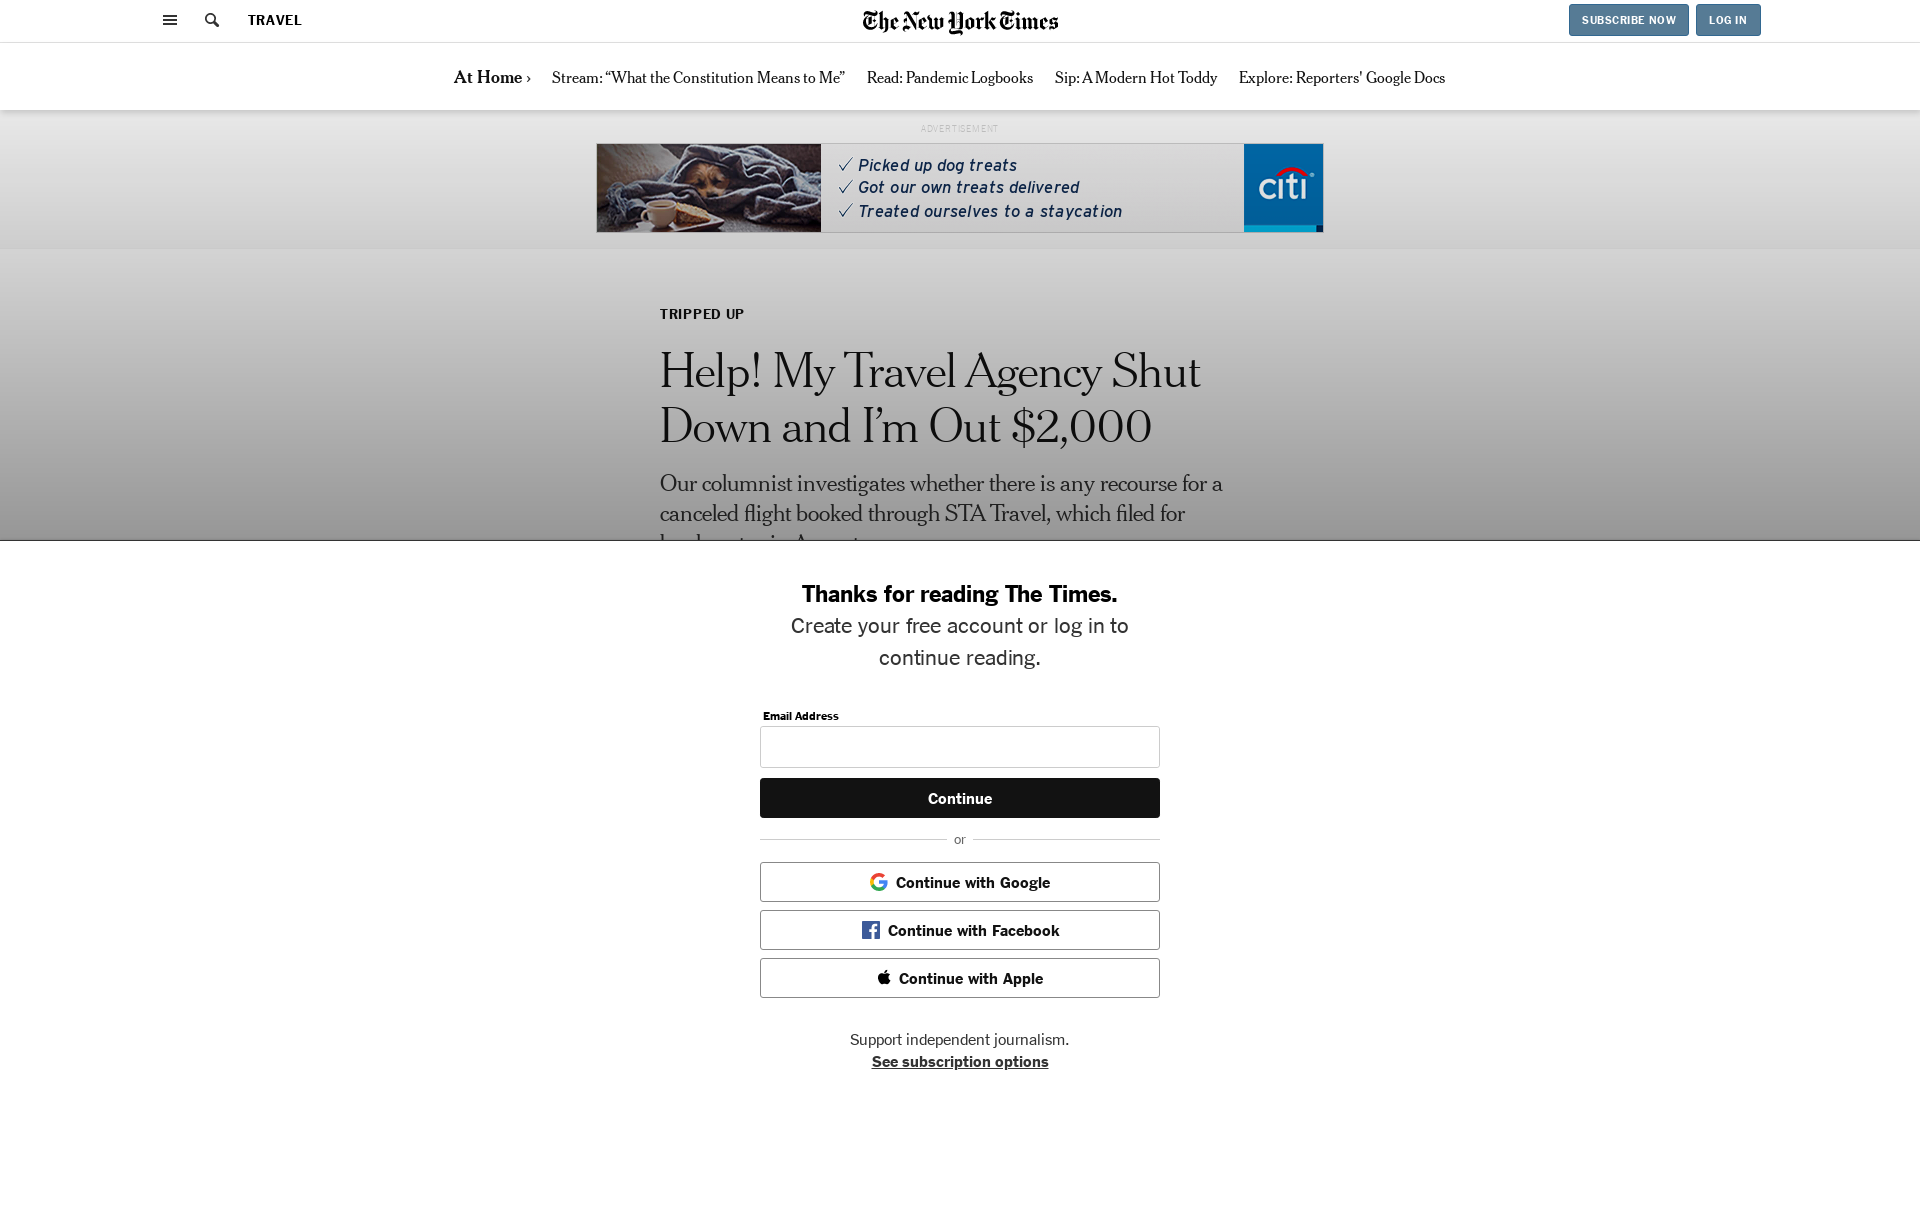 TRAVEL
The New York Times
SUBSCRIBE NOW
LOG IN
At Home ›
Stream: “What the Constitution Means to Me”
Read: Pandemic Logbooks
Sip: A Modern Hot Toddy
Explore: Reporters' Google Docs
ADVERTISEMENT
Picked up dog treats
Got our own treats delivered
Treated ourselves to a staycation
citi
TRIPPED UP
Help! My Travel Agency Shut
Down and I’m Out $2,000
Our columnist investigates whether there is any recourse for a
canceled flight booked through STA Travel, which filed for
Thanks for reading The Times.
Create your free account or log in to
continue reading.
Email Address
Continue
or
Continue with Google
Continue with Facebook
Continue with Apple
Support independent journalism.
See subscription options